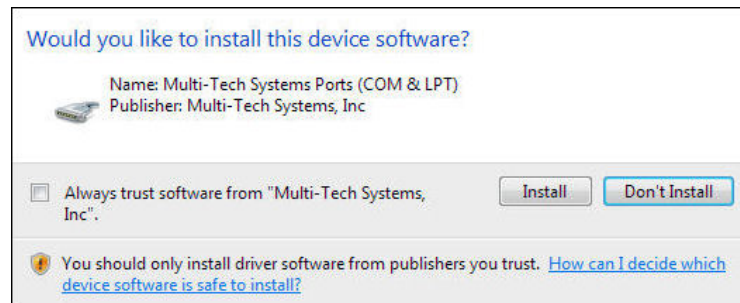 Would you like to install this device software?
Name: Multi-Tech Systems Ports (COM & LPT)
Publisher: Multi-Tech Systems, Inc
Always trust software from "Multi-Tech Systems,
Inc".
Install
Don't Install
You should only install driver software from publishers you trust. How can I decide which
device software is safe to install?